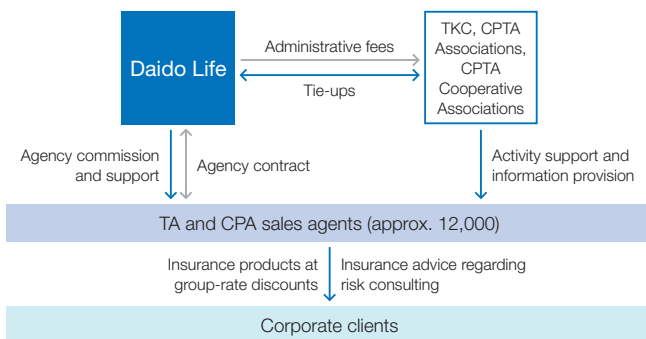 Daido Life
Administrative fees
Tie-ups
TKC, CPTA
Associations,
CPTA
Cooperative
Associations
Agency commission
and support
Agency contract
Activity support and
information provision
TA and CPA sales agents (approx. 12,000)
Insurance products at
group-rate discounts
Insurance advice regarding
risk consulting
Corporate clients